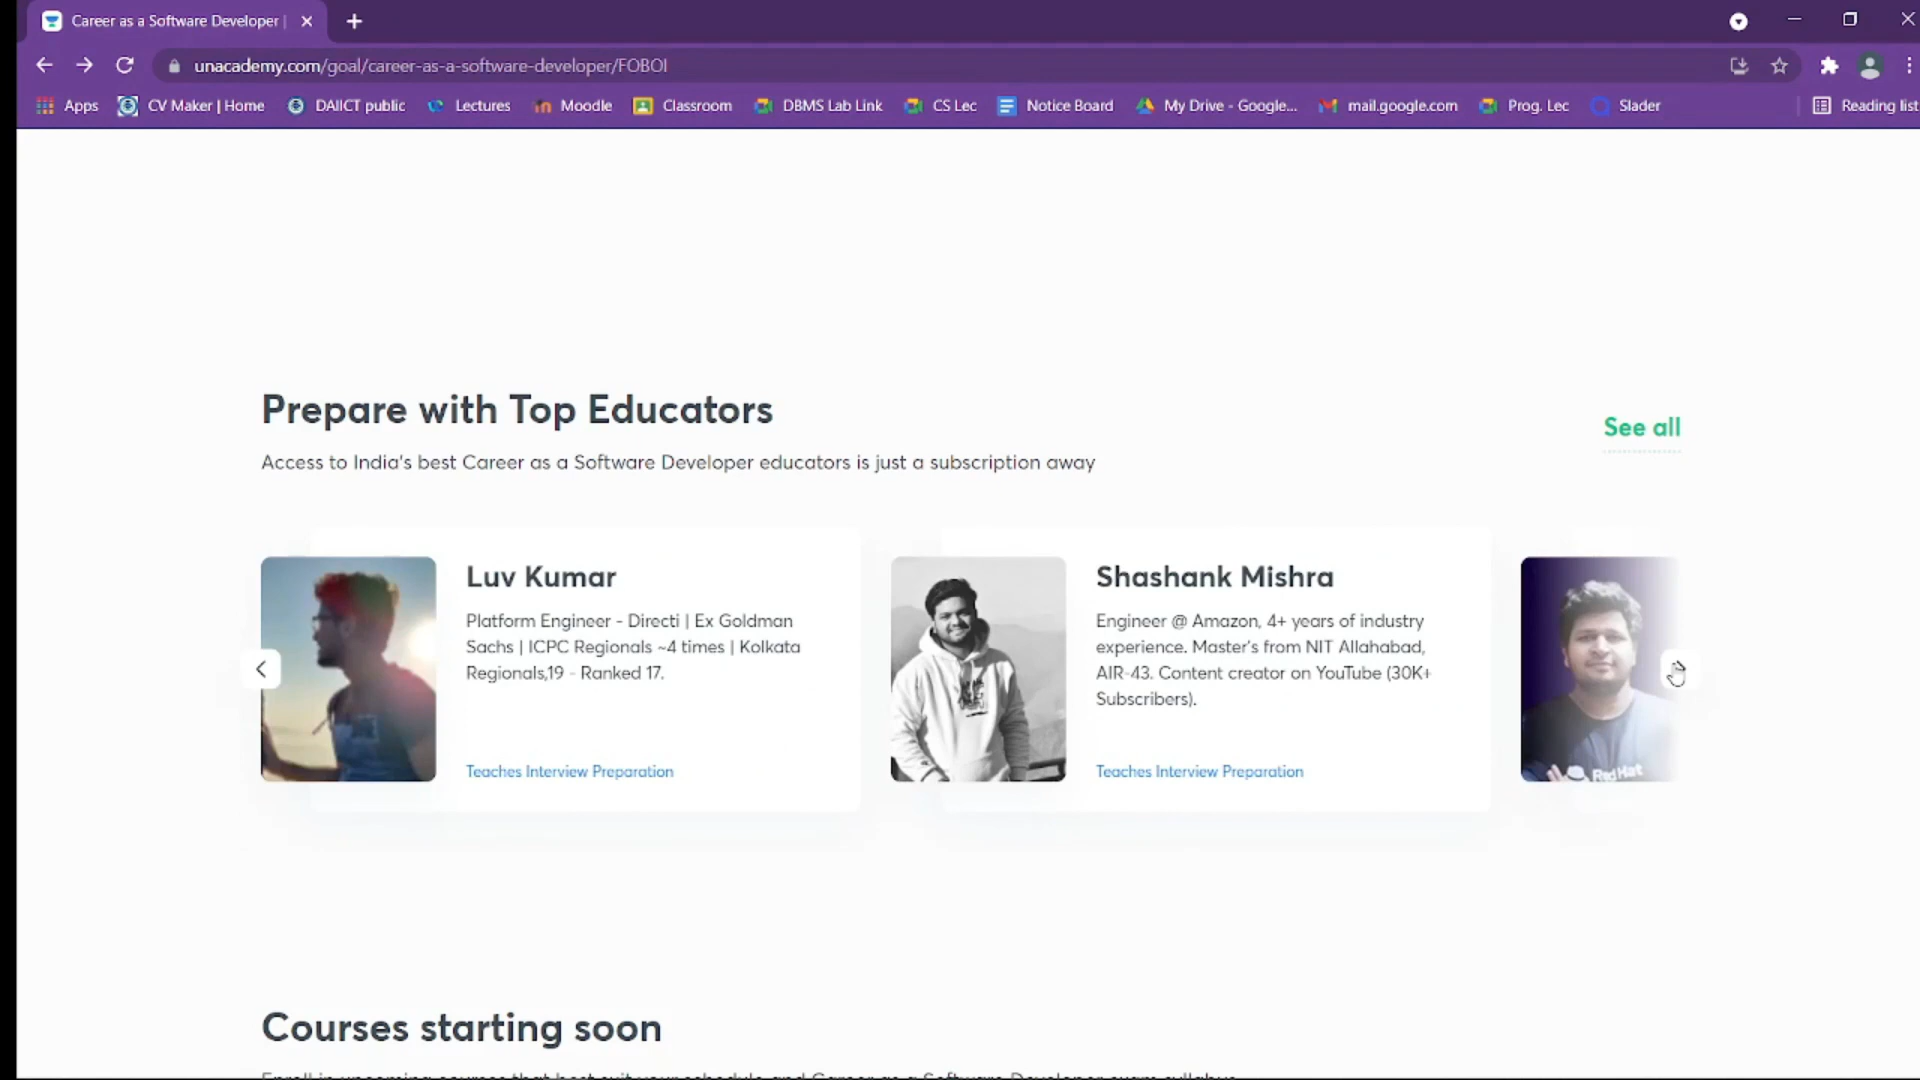 Career as a Software Developer |
unacademy.com/goal/career-as-a-software-developer/FOBOI
Apps CV Maker | Home DAIICT public Lectures Moodle Classroom DBMS Lab Link CS Lec Notice Board My Drive - Google... mail.google.com Prog. Lec Slader Reading list
Prepare with Top Educators
See all
Access to India's best Career as a Software Developer educators is just a subscription away
Luv Kumar
Platform Engineer - Directi | Ex Goldman
Sachs | ICPC Regionals ~4 times | Kolkata
Regionals,19 - Ranked 17.
Teaches Interview Preparation
Shashank Mishra
Engineer @ Amazon, 4+ years of industry
experience. Master's from NIT Allahabad,
AIR-43. Content creator on YouTube (30K+
Subscribers).
Teaches Interview Preparation
Red Hat
Courses starting soon